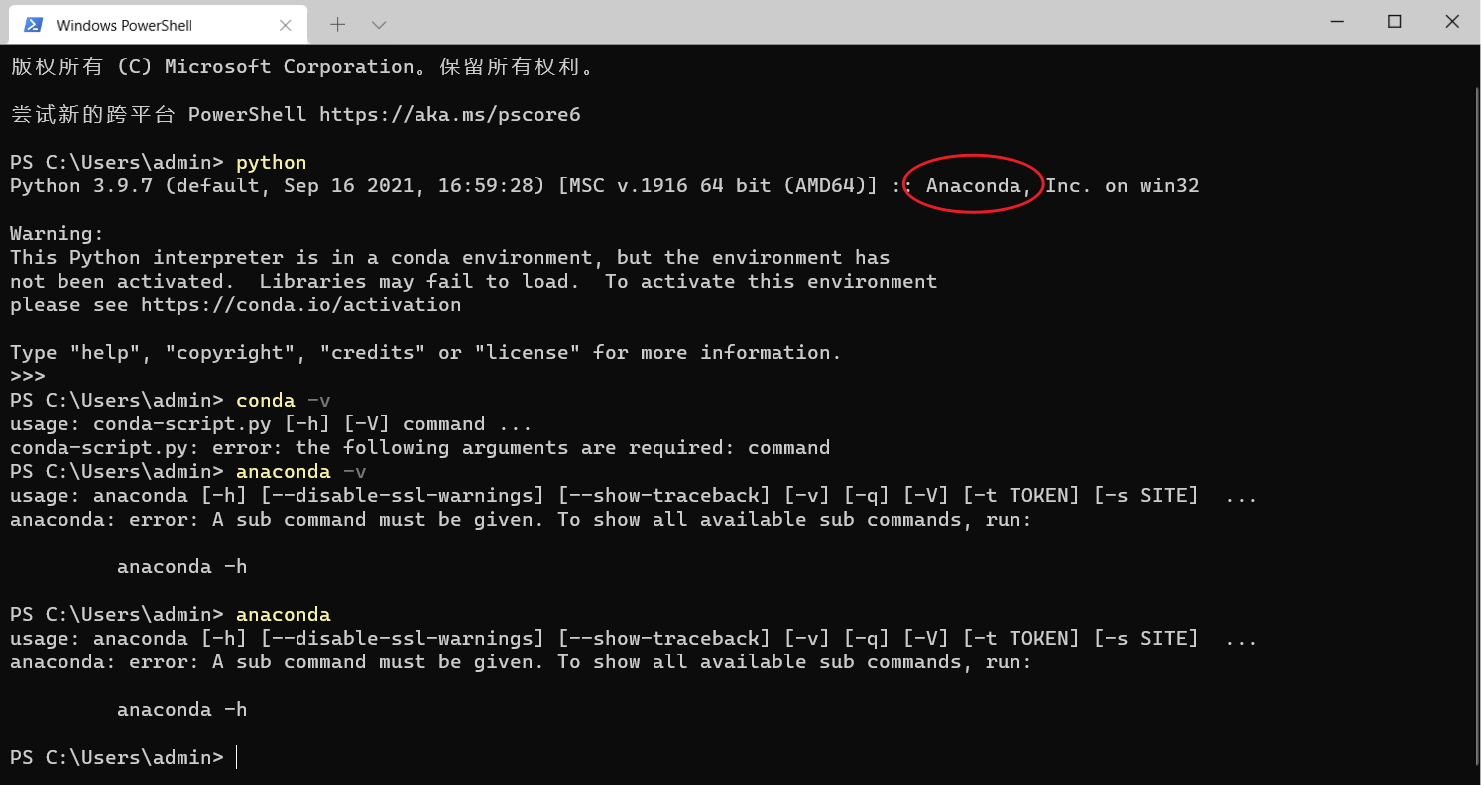 Windows PowerShell
版权所有 (C) Microsoft Corporation。保留所有权利。
尝试新的跨平台 PowerShell https://aka.ms/pscore6
PS C:\Users\admin> python
Python 3.9.7 (default, Sep 16 2021, 16:59:28) [MSC v.1916 64 bit (AMD64)] :: Anaconda, Inc. on win32
Warning:
This Python interpreter is in a conda environment, but the environment has
not been activated.  Libraries may fail to load.  To activate this environment
please see https://conda.io/activation
Type "help", "copyright", "credits" or "license" for more information.
>>>
PS C:\Users\admin> conda -v
usage: conda-script.py [-h] [-V] command ...
conda-script.py: error: the following arguments are required: command
PS C:\Users\admin> anaconda -v
usage: anaconda [-h] [--disable-ssl-warnings] [--show-traceback] [-v] [-q] [-V] [-t TOKEN] [-s SITE]  ...
anaconda: error: A sub command must be given. To show all available sub commands, run:
anaconda -h
PS C:\Users\admin> anaconda
usage: anaconda [-h] [--disable-ssl-warnings] [--show-traceback] [-v] [-q] [-V] [-t TOKEN] [-s SITE]  ...
anaconda: error: A sub command must be given. To show all available sub commands, run:
anaconda -h
PS C:\Users\admin>